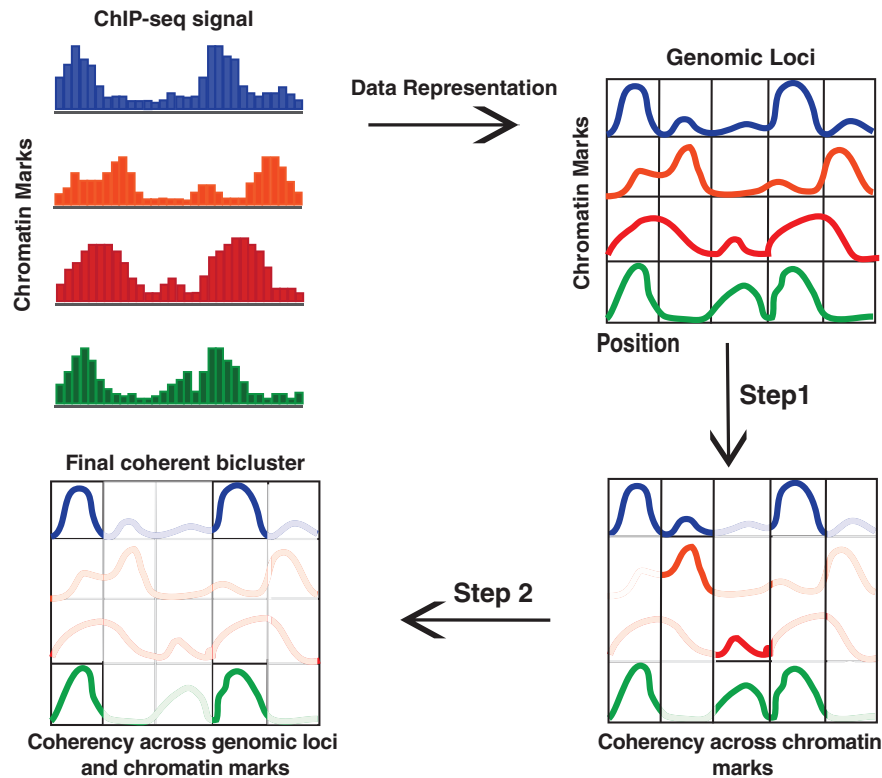 ChIP-seq signal
Chromatin Marks
Data Representation
Genomic Loci
Chromatin Marks
Position
Step1
Coherency across chromatin
marks
Step 2
Final coherent bicluster
Coherency across genomic loci
and chromatin marks